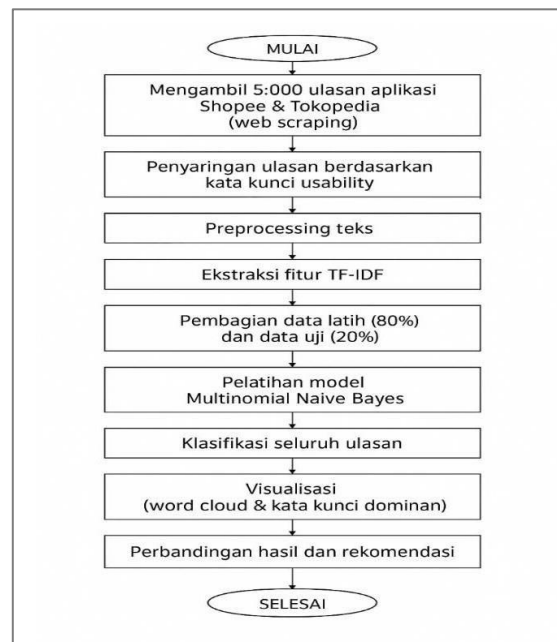 MULAI
Mengambil 5:000 ulasan aplikasi
Shopee & Tokopedia
(web scraping)
Penyaringan ulasan berdasarkan
kata kunci usability
Preprocessing teks
Ekstraksi fitur TF-IDF
Pembagian data latih (80%)
dan data uji (20%)
Pelatihan model
Multinomial Naive Bayes
Klasifikasi seluruh ulasan
Visualisasi
(word cloud & kata kunci dominan)
Perbandingan hasil dan rekomendasi
SELESAI